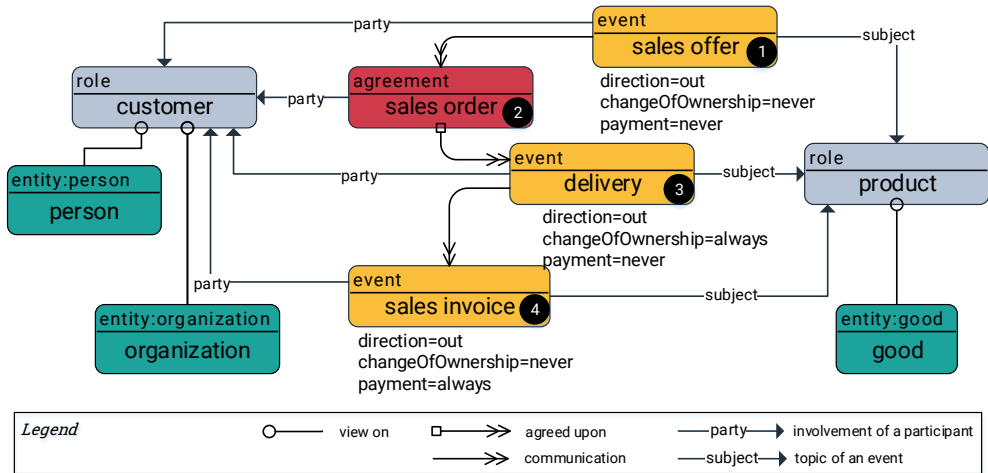 event
sales offer 1
direction=out
changeOfOwnership=never
payment=never
party
subject
role
customer
party
agreement
sales order 2
event
delivery 3
direction=out
changeOfOwnership=always
payment=never
party
subject
role
product
entity:person
person
event
sales invoice 4
direction=out
changeOfOwnership=never
payment=always
party
subject
entity:organization
organization
entity:good
good
Legend
view on
agreed upon
party
involvement of a participant
communication
subject
topic of an event